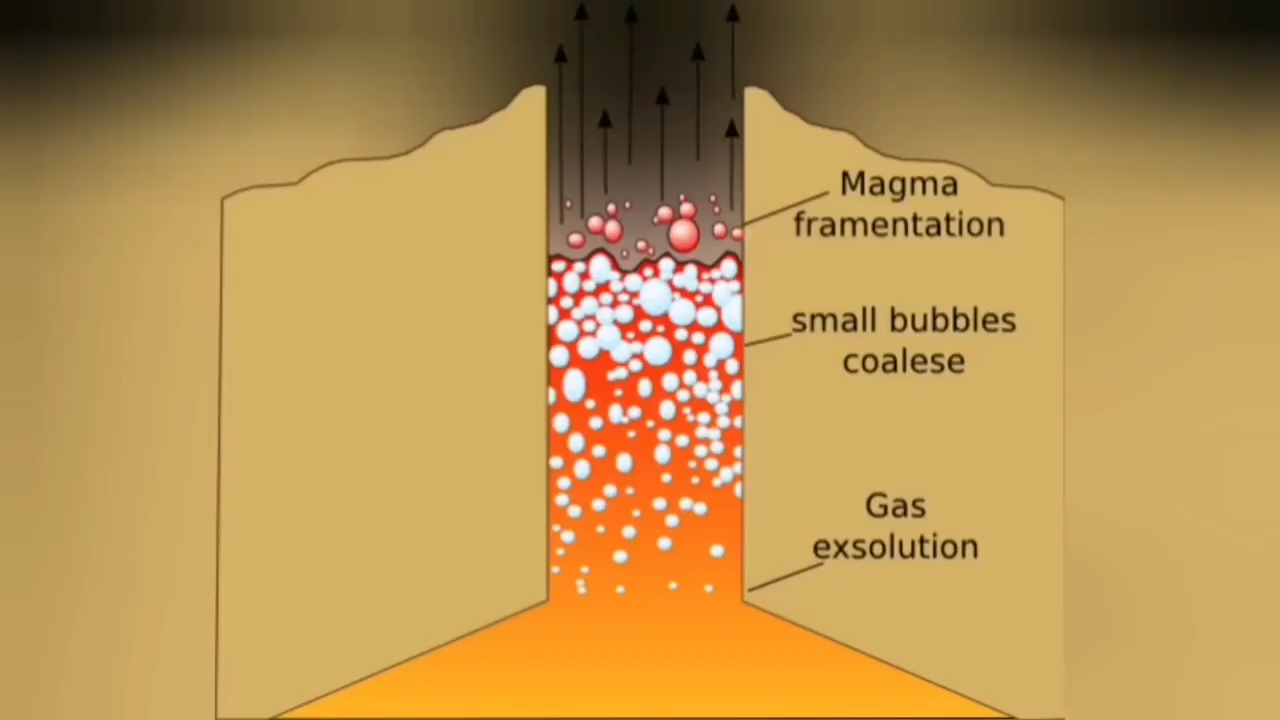 Magma
framentation
small bubbles
coalese
Gas
exsolution